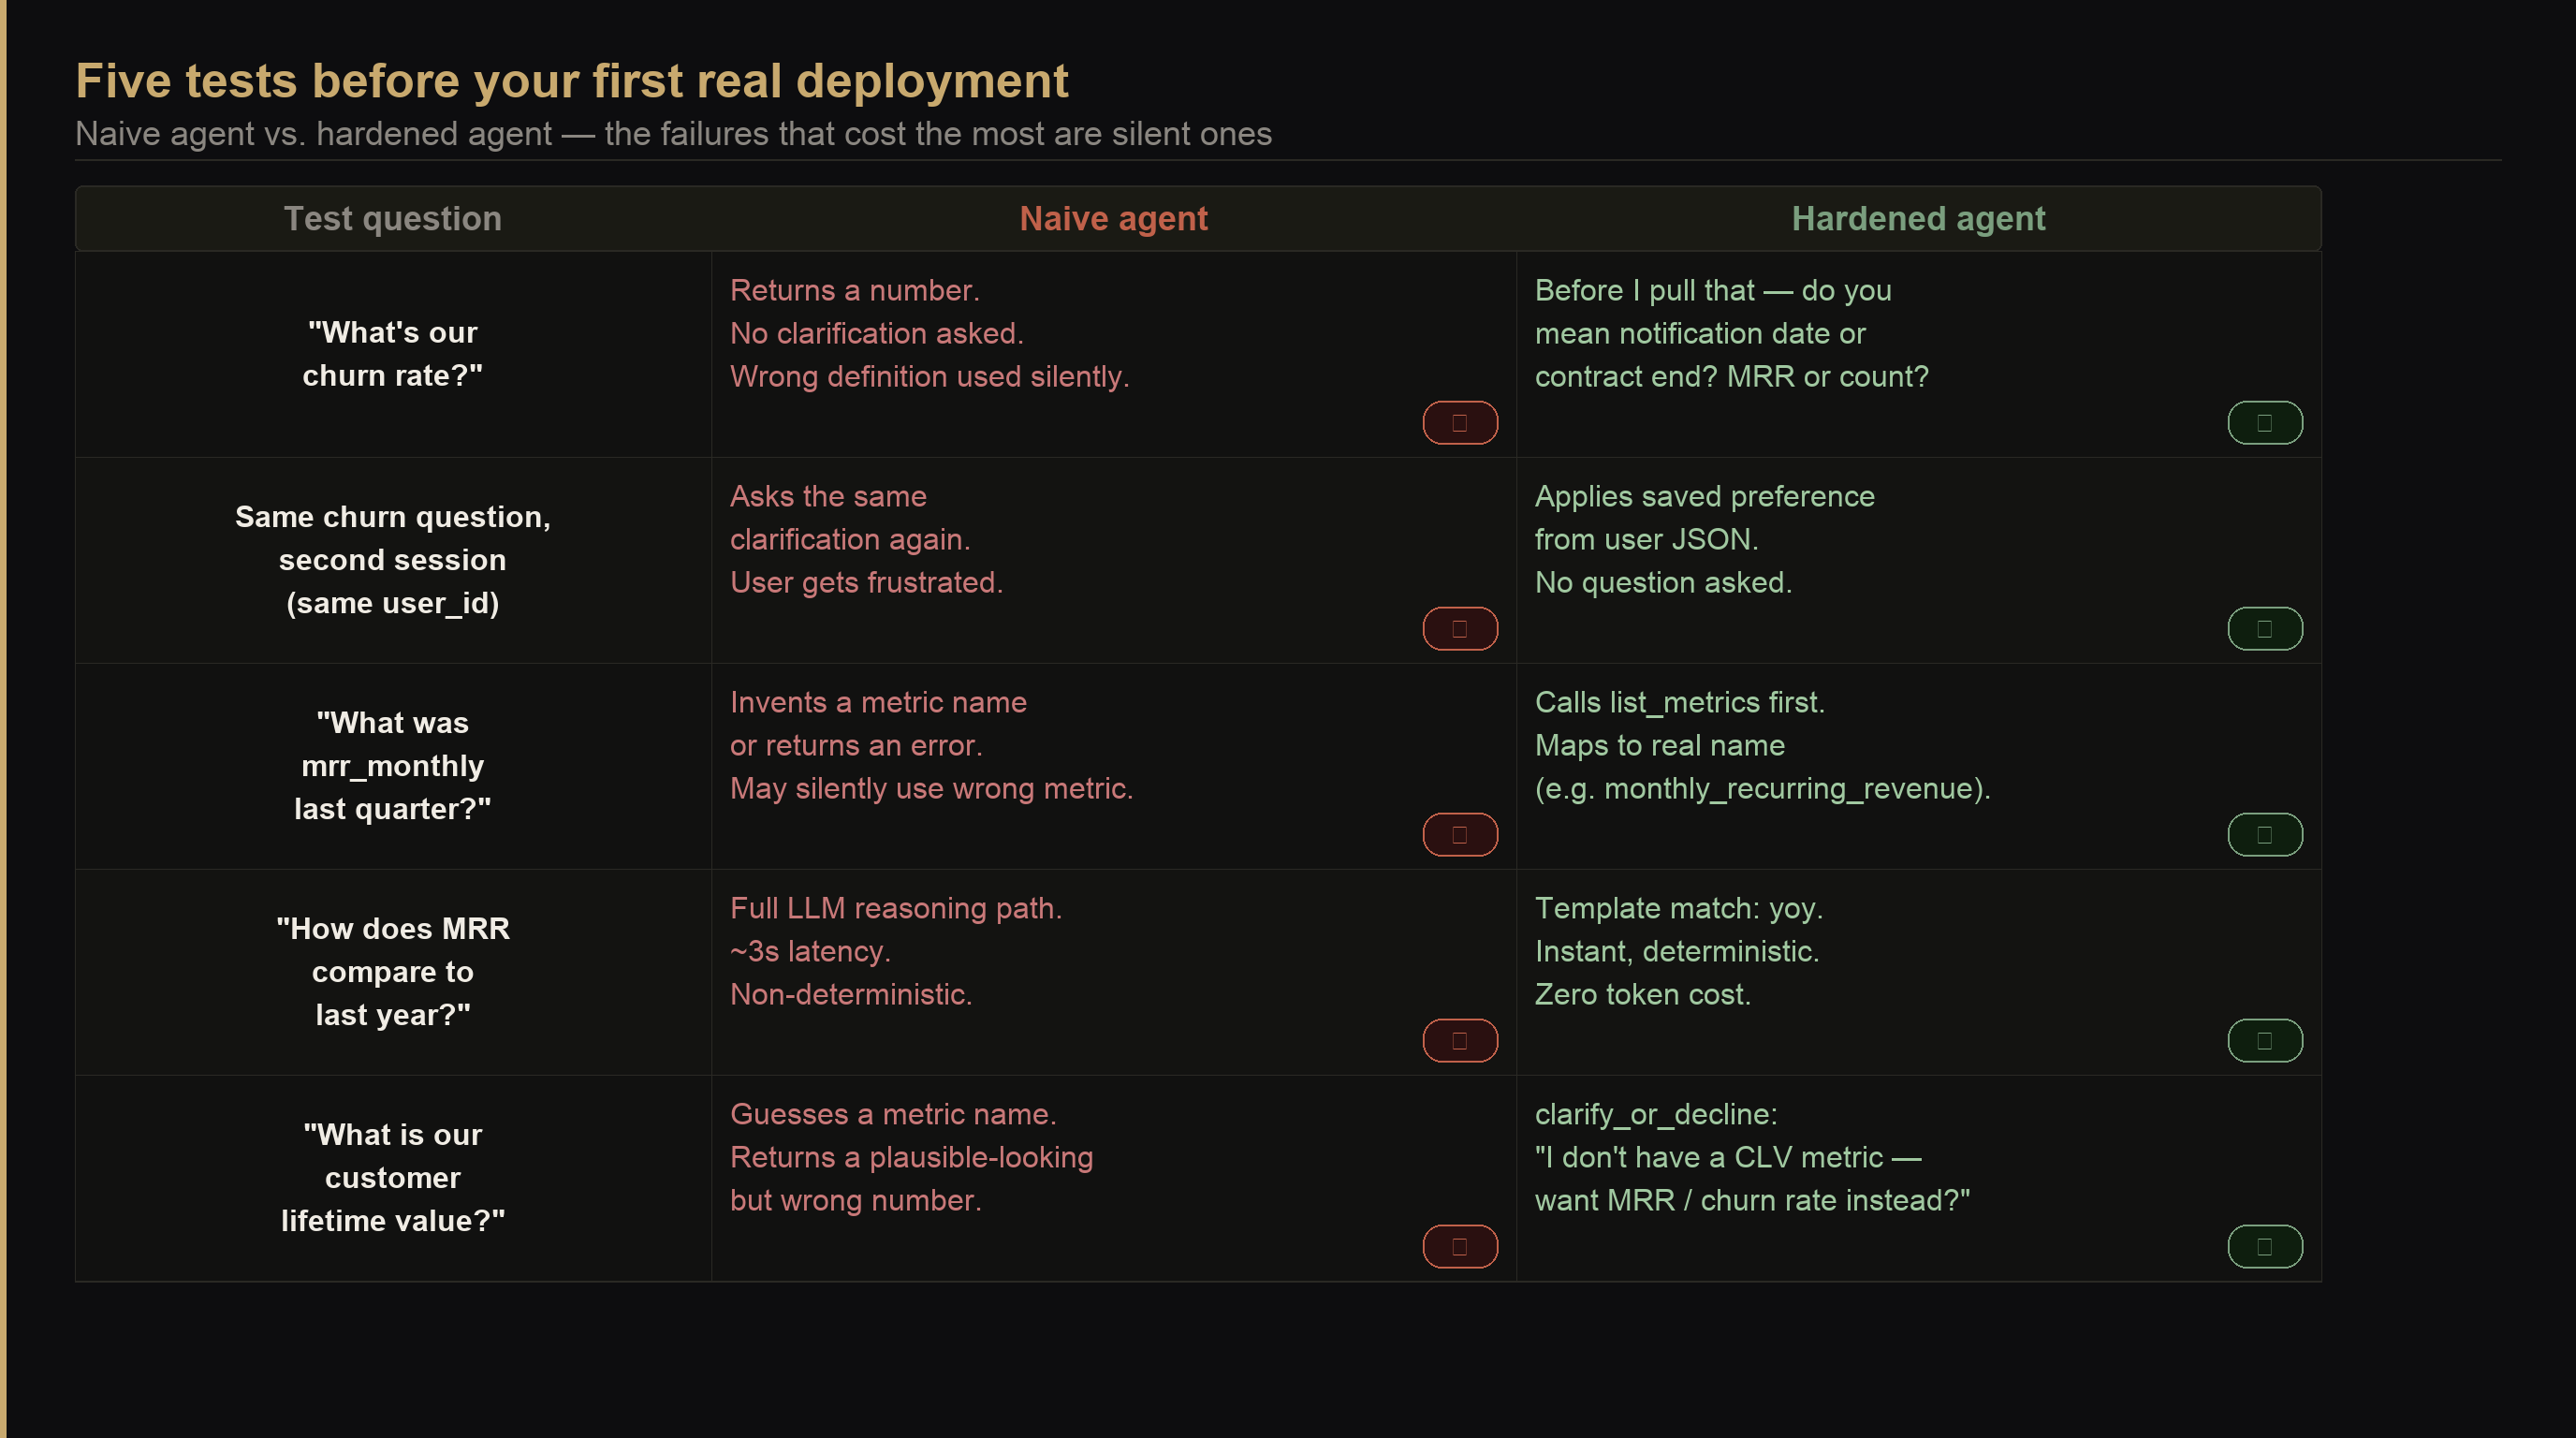 Five tests before your first real deployment
Naive agent vs. hardened agent — the failures that cost the most are silent ones
Test question
Naive agent
Hardened agent
"What's our
churn rate?"
Returns a number.
No clarification asked.
Wrong definition used silently.
Before I pull that — do you
mean notification date or
contract end? MRR or count?
Same churn question,
second session
(same user_id)
Asks the same
clarification again.
User gets frustrated.
Applies saved preference
from user JSON.
No question asked.
"What was
mrr_monthly
last quarter?"
Invents a metric name
or returns an error.
May silently use wrong metric.
Calls list_metrics first.
Maps to real name
(e.g. monthly_recurring_revenue).
"How does MRR
compare to
last year?"
Full LLM reasoning path.
~3s latency.
Non-deterministic.
Template match: yoy.
Instant, deterministic.
Zero token cost.
"What is our
customer
lifetime value?"
Guesses a metric name.
Returns a plausible-looking
but wrong number.
clarify_or_decline:
"I don't have a CLV metric —
want MRR / churn rate instead?"